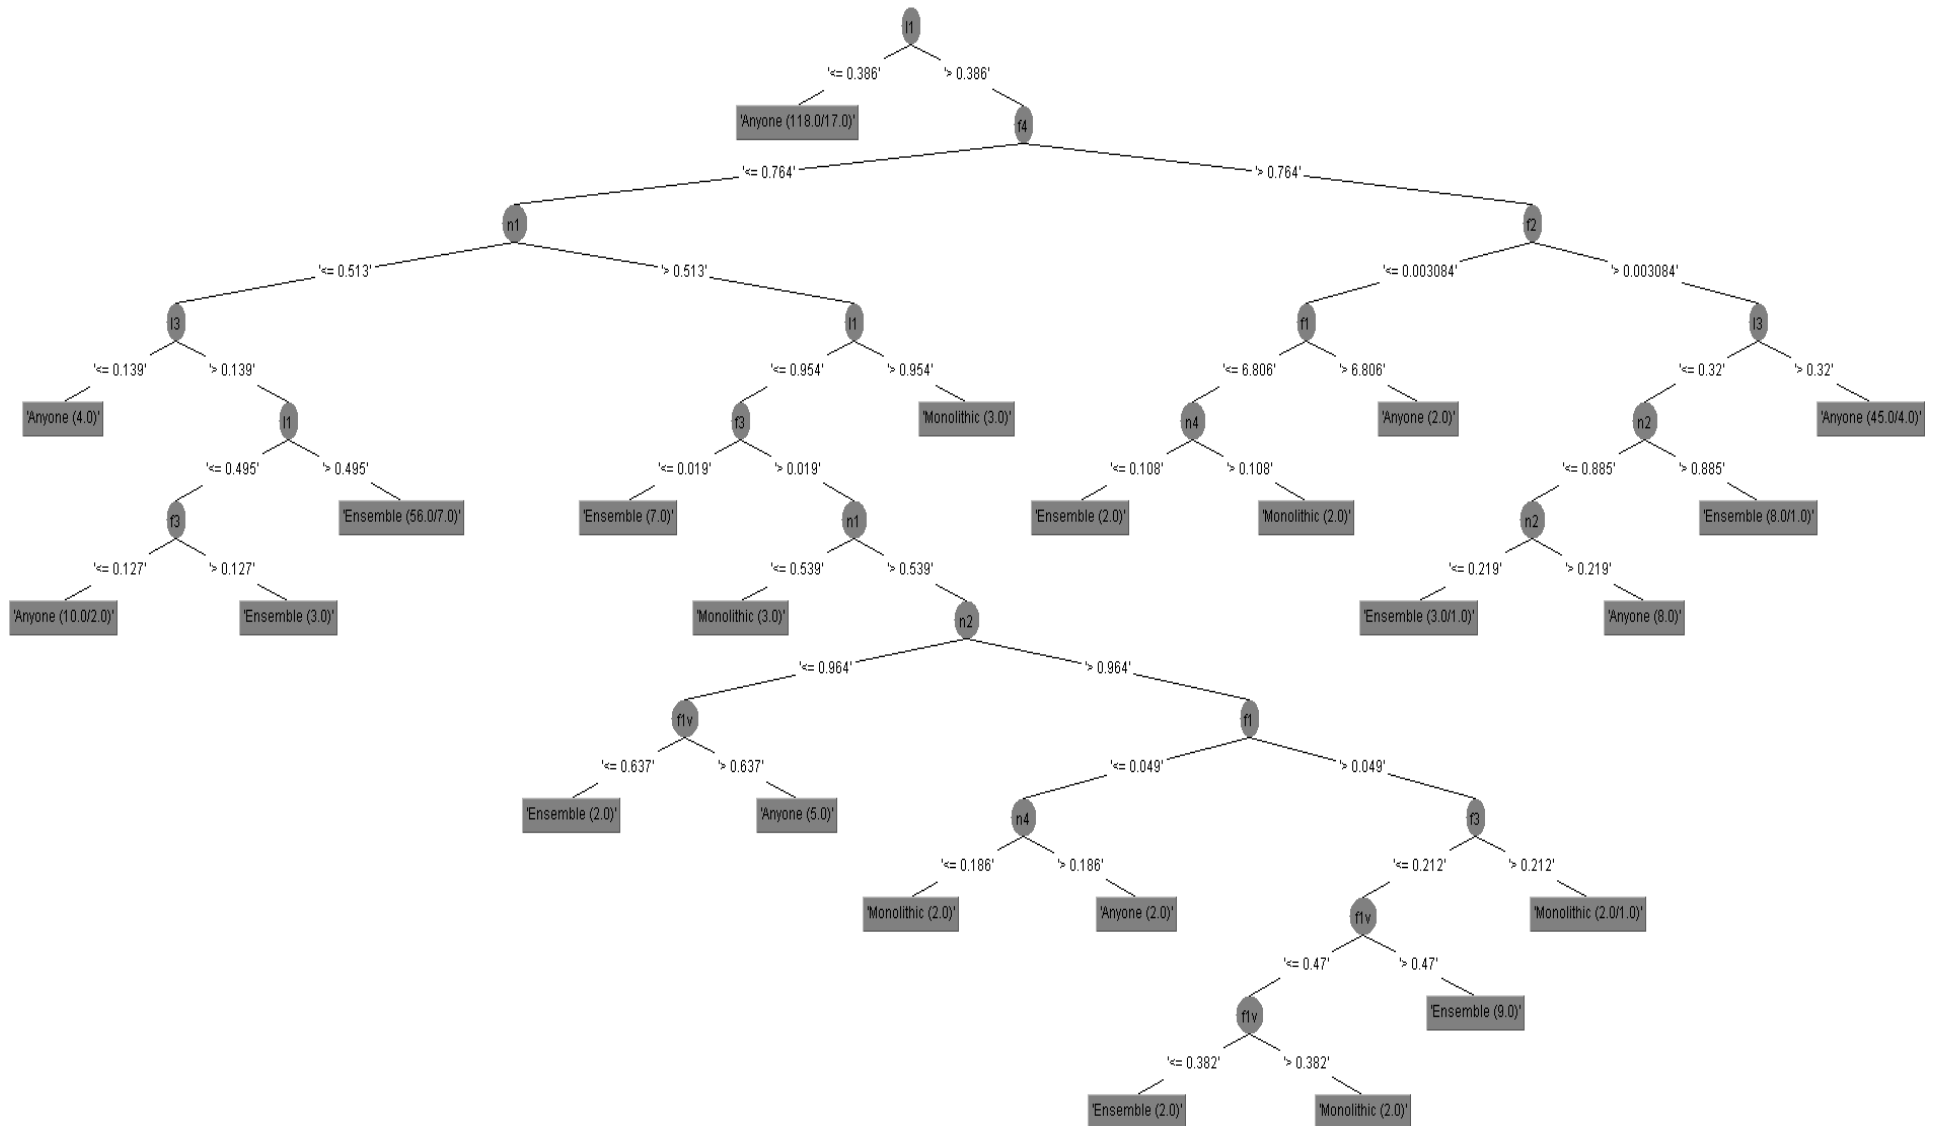 l1
'<= 0.386' '> 0.386'
'Anyone (118.0/17.0)' f4
'<= 0.764' '> 0.764'
n1 f2
'<= 0.513' '> 0.513' '<= 0.003084' '> 0.003084'
l3 l1 f1 l3
'<= 0.139' '> 0.139' '<= 0.954' '> 0.954' '<= 6.806' '> 6.806' '<= 0.32' '> 0.32'
'Anyone (4.0)' l1 f3 'Monolithic (3.0)' n4 'Anyone (2.0)' n2 'Anyone (45.0/4.0)'
'<= 0.495' '> 0.495' '<= 0.019' '> 0.019' '<= 0.108' '> 0.108' '<= 0.885' '> 0.885'
f3 'Ensemble (56.0/7.0)' 'Ensemble (7.0)' n1 'Ensemble (2.0)' 'Monolithic (2.0)' n2 'Ensemble (8.0/1.0)'
'<= 0.127' '> 0.127' '<= 0.539' '> 0.539' '<= 0.219' '> 0.219'
'Anyone (10.0/2.0)' 'Ensemble (3.0)' 'Monolithic (3.0)' n2 'Ensemble (3.0/1.0)' 'Anyone (8.0)'
'<= 0.964' '> 0.964'
f1v f1
'<= 0.637' '> 0.637' '<= 0.049' '> 0.049'
'Ensemble (2.0)' 'Anyone (5.0)' n4 f3
'<= 0.186' '> 0.186' '<= 0.212' '> 0.212'
'Monolithic (2.0)' 'Anyone (2.0)' f1v 'Monolithic (2.0/1.0)'
'<= 0.47' '> 0.47'
f1v 'Ensemble (9.0)'
'<= 0.382' '> 0.382'
'Ensemble (2.0)' 'Monolithic (2.0)'